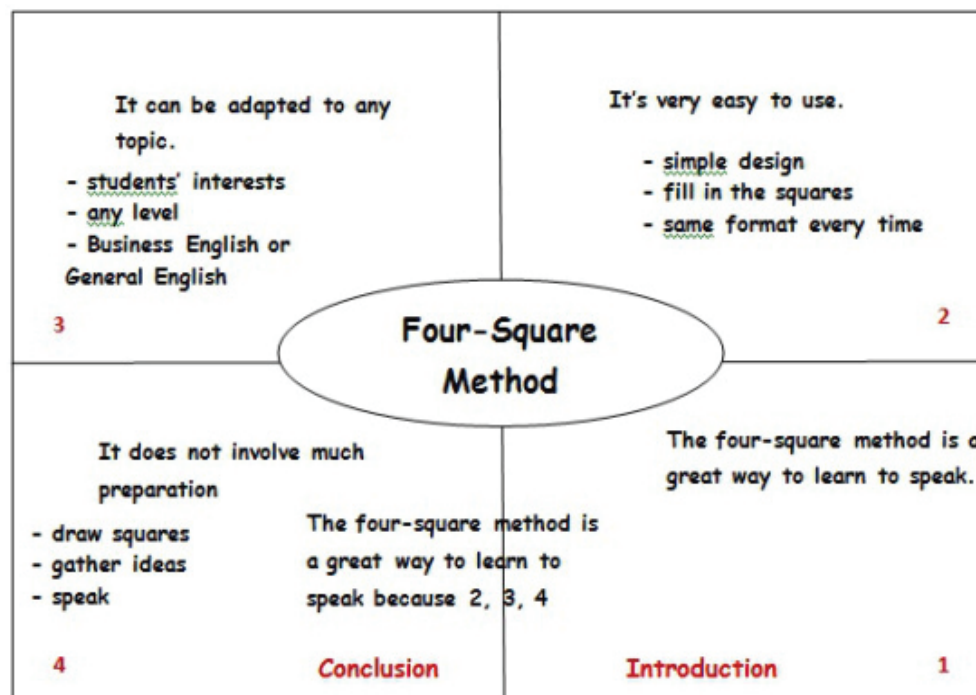 It can be adapted to any
topic.
- students' interests
- any level
- Business English or
General English
3
It's very easy to use.
- simple design
- fill in the squares
- same format every time
2
Four-Square
Method
It does not involve much
preparation
- draw squares
- gather ideas
- speak
4
The four-square method is
a great way to learn to
speak because 2, 3, 4
Conclusion
The four-square method is a
great way to learn to speak.
Introduction
1